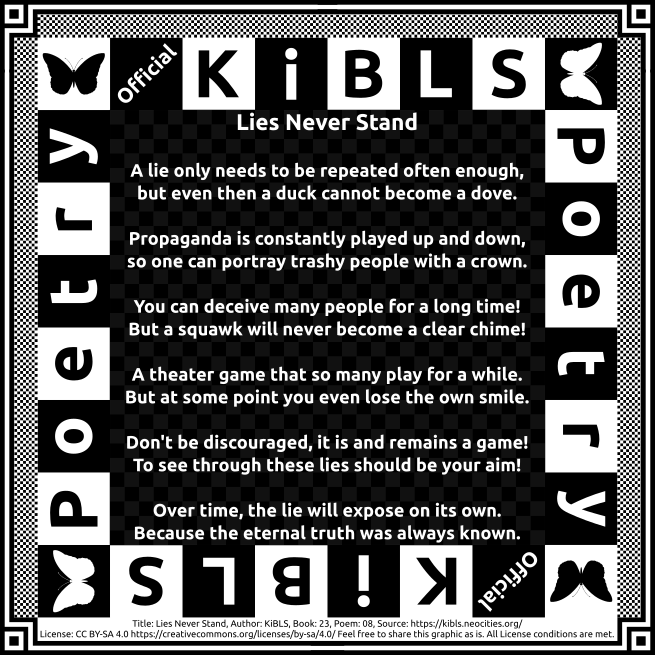 Official KiBLS
Poetry
Poetry
Lies Never Stand
A lie only needs to be repeated often enough,
but even then a duck cannot become a dove.
Propaganda is constantly played up and down,
so one can portray trashy people with a crown.
You can deceive many people for a long time!
But a squawk will never become a clear chime!
A theater game that so many play for a while.
But at some point you even lose the own smile.
Don't be discouraged, it is and remains a game!
To see through these lies should be your aim!
Over time, the lie will expose on its own.
Because the eternal truth was always known.
Official KiBLS
Title: Lies Never Stand, Author: KiBLS, Book: 23, Poem: 08, Source: https://kibls.neocities.org/
License: CC BY-SA 4.0 https://creativecommons.org/licenses/by-sa/4.0/ Feel free to share this graphic as is. All License conditions are met.